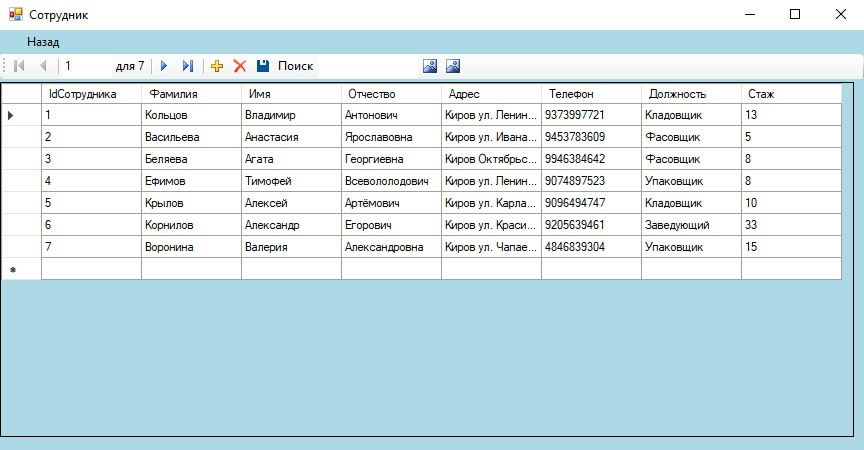 Сотрудник
Назад
1 для 7 Поиск
IdСотрудника Фамилия Имя Отчество Адрес Телефон Должность Стаж
1 Кольцов Владимир Антонович Киров ул. Ленин... 9373997721 Кладовщик 13
2 Васильева Анастасия Ярославовна Киров ул. Ивана... 9453783609 Фасовщик 5
3 Беляева Агата Георгиевна Киров Октябрьс... 9946384642 Фасовщик 8
4 Ефимов Тимофей Всевололодович Киров ул. Ленин... 9074897523 Упаковщик 8
5 Крылов Алексей Артёмович Киров ул. Карла... 9096494747 Кладовщик 10
6 Корнилов Александр Егорович Киров ул. Краси... 9205639461 Заведующий 33
7 Воронина Валерия Александровна Киров ул. Чапае... 4846839304 Упаковщик 15